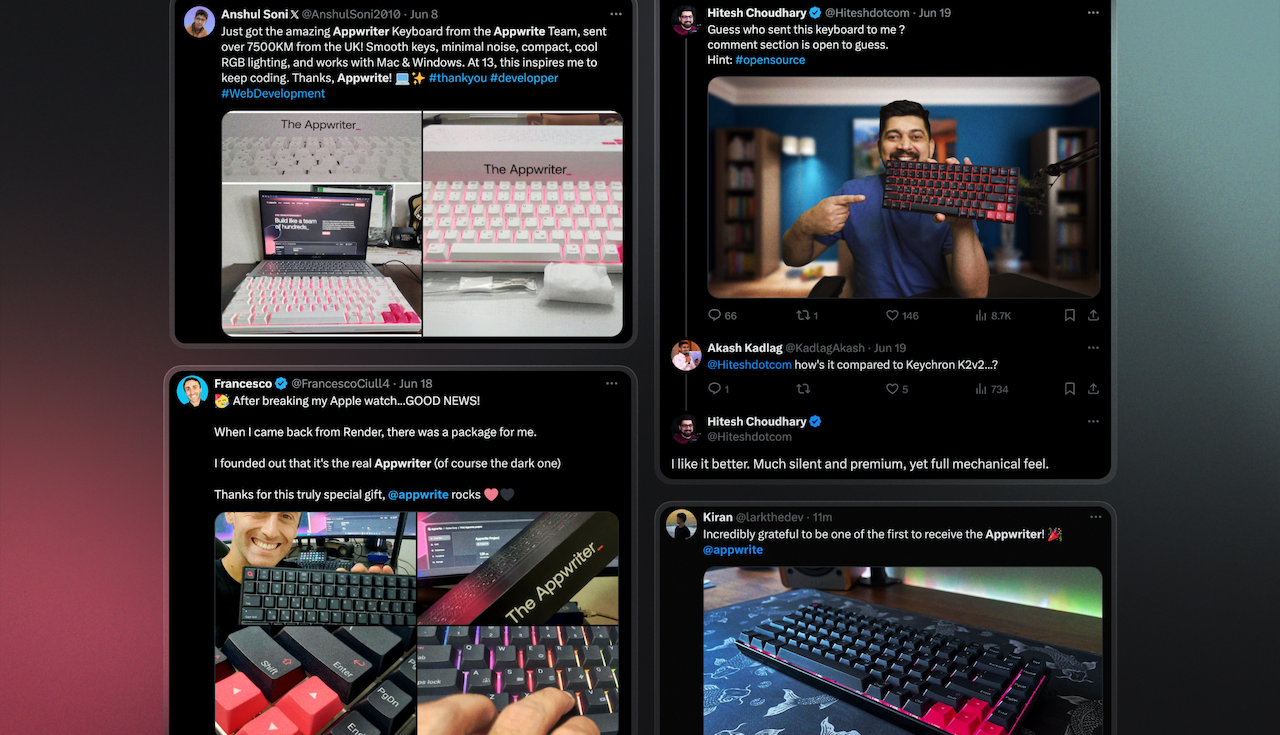 Anshul Soni X @AnshulSoni2010 · Jun 8
Just got the amazing Appwriter Keyboard from the Appwrite Team, sent
over 7500KM from the UK! Smooth keys, minimal noise, compact, cool
RGB lighting, and works with Mac & Windows. At 13, this inspires me to
keep coding. Thanks, Appwrite! 💻✨ #thankyou #developper
#WebDevelopment
The Appwriter_
The Appwriter_
Build like a team
of hundreds_
Francesco @FrancescoCiull4 · Jun 18
🥳 After breaking my Apple watch...GOOD NEWS!
When I came back from Render, there was a package for me.
I founded out that it's the real Appwriter (of course the dark one)
Thanks for this truly special gift, @appwrite rocks 🩷🖤
The Appwriter_
Shift
Enter
PgDn
End
Hitesh Choudhary @Hiteshdotcom · Jun 19
Guess who sent this keyboard to me ?
comment section is open to guess.
Hint: #opensource
66
1
146
8.7K
Akash Kadlag @KadlagAkash · Jun 19
@Hiteshdotcom how's it compared to Keychron K2v2...?
1
5
734
Hitesh Choudhary
@Hiteshdotcom
I like it better. Much silent and premium, yet full mechanical feel.
Kiran @larkthedev · 11m
Incredibly grateful to be one of the first to receive the Appwriter! 🎉
@appwrite